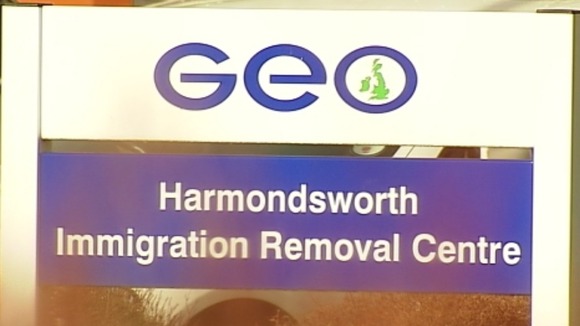 GEO
Harmondsworth
Immigration Removal Centre